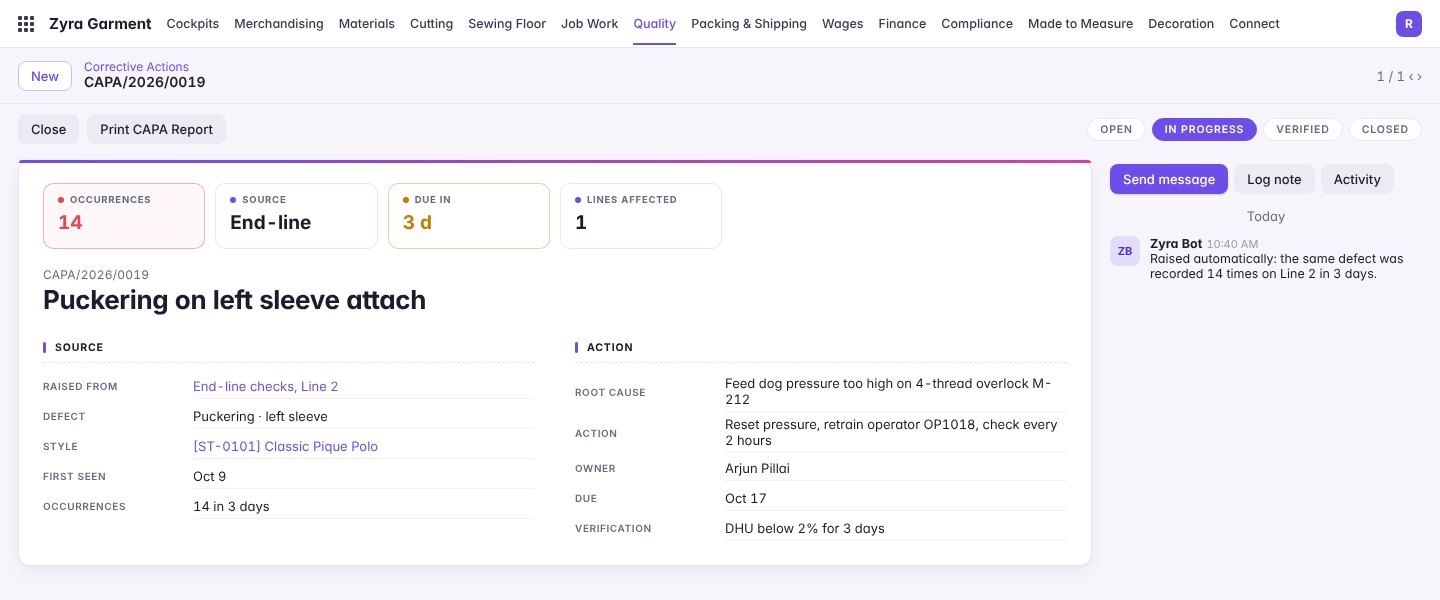 Zyra Garment Cockpits Merchandising Materials Cutting Sewing Floor Job Work Quality Packing & Shipping Wages Finance Compliance Made to Measure Decoration Connect R
New
Corrective Actions
CAPA/2026/0019
1 / 1 ‹ ›
Close Print CAPA Report
OPEN IN PROGRESS VERIFIED CLOSED
OCCURRENCES
14
SOURCE
End-line
DUE IN
3 d
LINES AFFECTED
1
CAPA/2026/0019
Puckering on left sleeve attach
SOURCE
RAISED FROM End-line checks, Line 2
DEFECT Puckering · left sleeve
STYLE [ST-0101] Classic Pique Polo
FIRST SEEN Oct 9
OCCURRENCES 14 in 3 days
ACTION
ROOT CAUSE Feed dog pressure too high on 4-thread overlock M-
212
ACTION Reset pressure, retrain operator OP1018, check every
2 hours
OWNER Arjun Pillai
DUE Oct 17
VERIFICATION DHU below 2% for 3 days
Send message Log note Activity
Today
ZB Zyra Bot 10:40 AM
Raised automatically: the same defect was
recorded 14 times on Line 2 in 3 days.